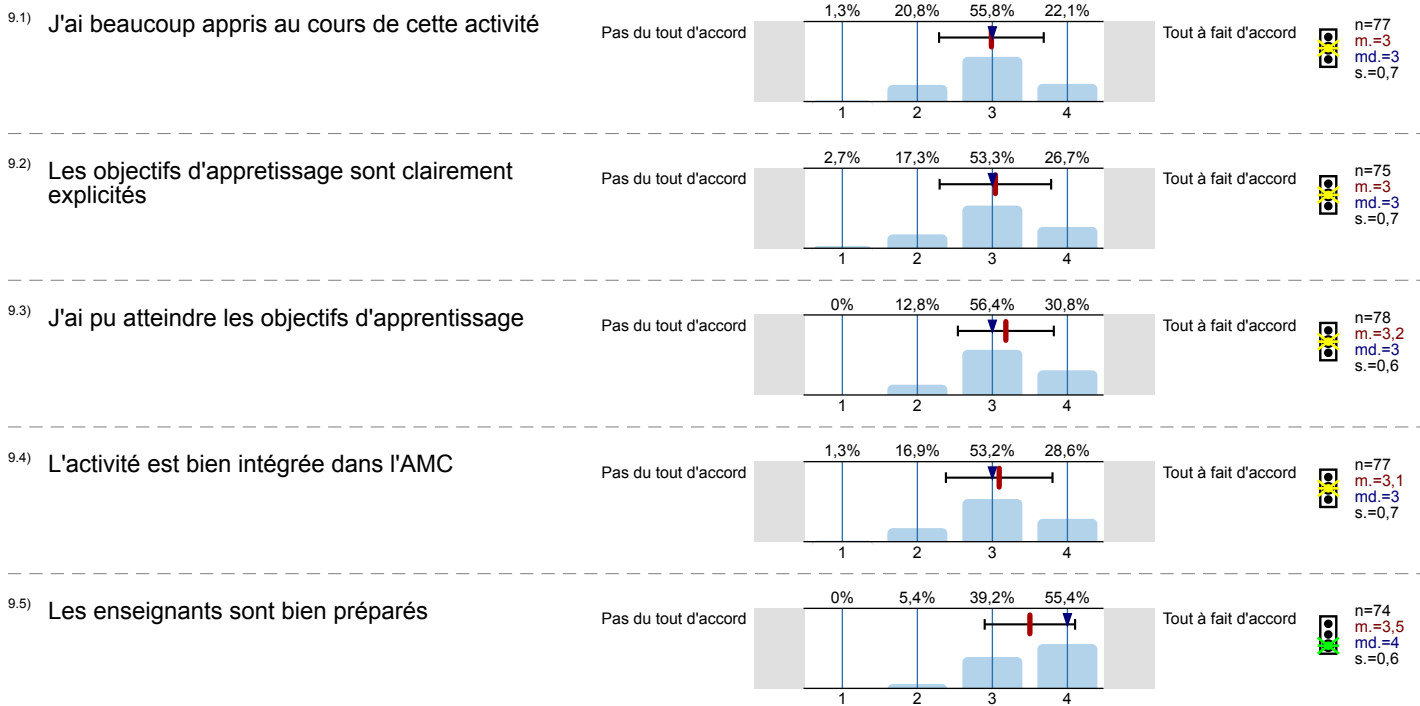 9.1) J'ai beaucoup appris au cours de cette activité
1,3% 20,8% 55,8% 22,1%
Pas du tout d'accord Tout à fait d'accord
n=77
m.=3
md.=3
s.=0,7
1 2 3 4
9.2) Les objectifs d'appretissage sont clairement
explicités
2,7% 17,3% 53,3% 26,7%
Pas du tout d'accord Tout à fait d'accord
n=75
m.=3
md.=3
s.=0,7
1 2 3 4
9.3) J'ai pu atteindre les objectifs d'apprentissage
0% 12,8% 56,4% 30,8%
Pas du tout d'accord Tout à fait d'accord
n=78
m.=3,2
md.=3
s.=0,6
1 2 3 4
9.4) L'activité est bien intégrée dans l'AMC
1,3% 16,9% 53,2% 28,6%
Pas du tout d'accord Tout à fait d'accord
n=77
m.=3,1
md.=3
s.=0,7
1 2 3 4
9.5) Les enseignants sont bien préparés
0% 5,4% 39,2% 55,4%
Pas du tout d'accord Tout à fait d'accord
n=74
m.=3,5
md.=4
s.=0,6
1 2 3 4